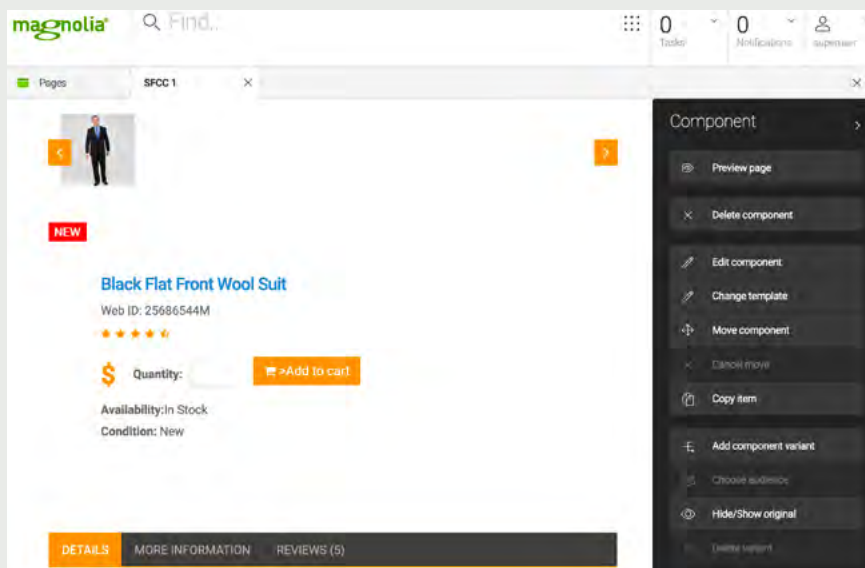 magnolia®
Find..
0
Tasks
0
Notifications
superuser
Pages
SFCC 1
NEW
Black Flat Front Wool Suit
Web ID: 25686544M
$ Quantity:
>Add to cart
Availability:In Stock
Condition: New
DETAILS
MORE INFORMATION
REVIEWS (5)
Component
Preview page
Delete component
Edit component
Change template
Move component
Cancel move
Copy item
Add component variant
Choose audience
Hide/Show original
Delete variant